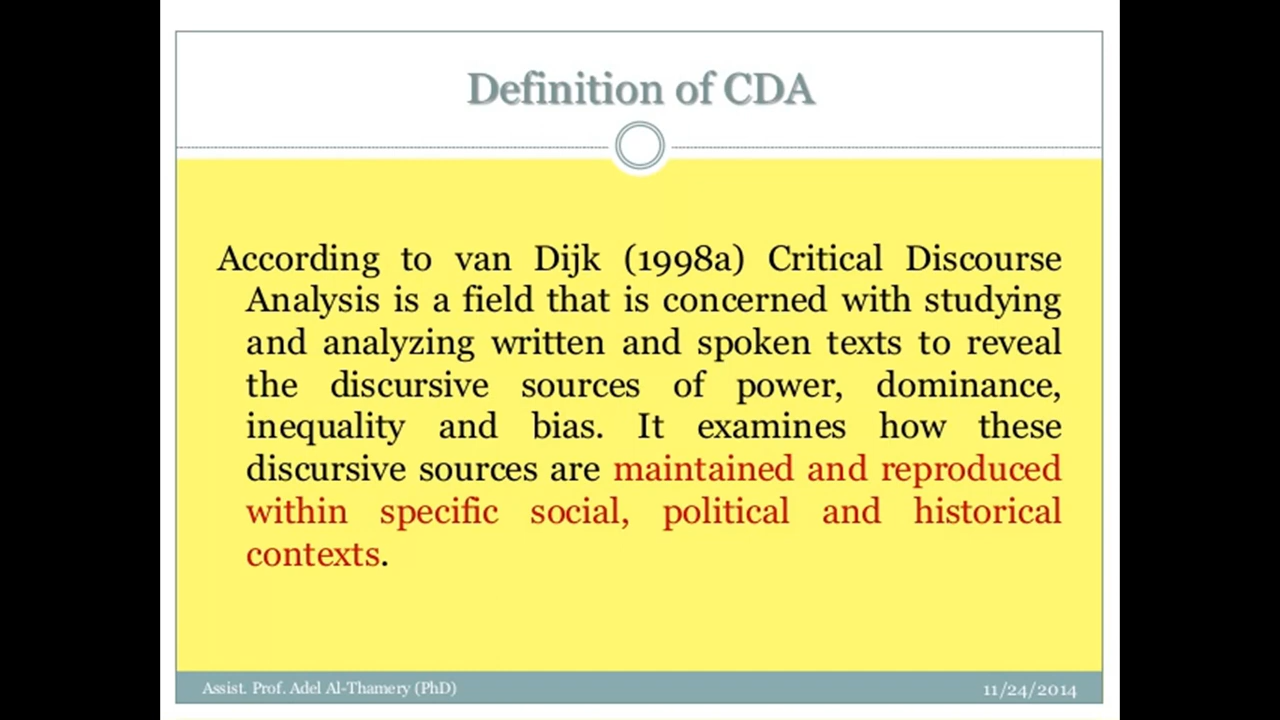 Definition of CDA
According to van Dijk (1998a) Critical Discourse
Analysis is a field that is concerned with studying
and analyzing written and spoken texts to reveal
the discursive sources of power, dominance,
inequality and bias. It examines how these
discursive sources are maintained and reproduced
within specific social, political and historical
contexts.
Assist. Prof. Adel Al-Thamery (PhD)
11/24/2014